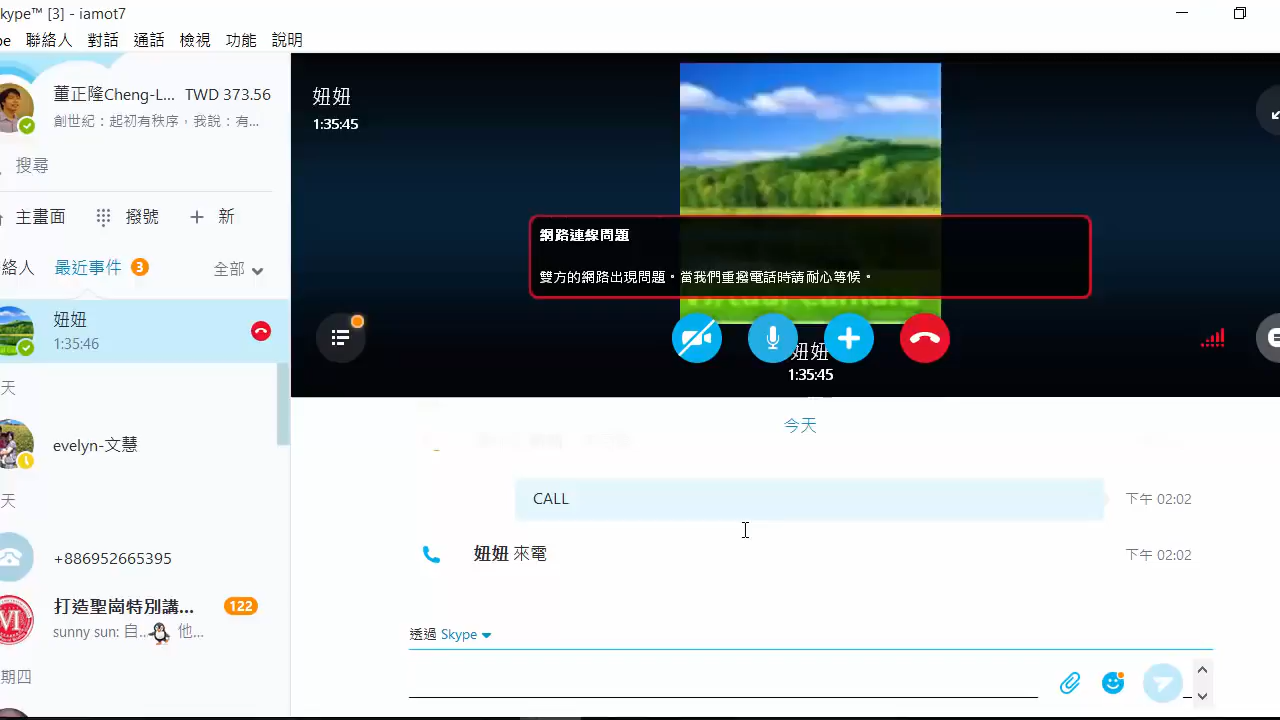 kype™ [3] - iamot7
pe 聯絡人 對話 通話 檢視 功能 說明
董正隆Cheng-L... TWD 373.56
創世紀：起初有秩序，我說：有...
搜尋
主畫面 撥號 新
絡人 最近事件 3 全部
妞妞
1:35:46
天
evelyn-文慧
天
+886952665395
打造聖崗特別講... 122
sunny sun: 自... 他...
期四
妞妞
1:35:45
網路連線問題
雙方的網路出現問題。當我們重撥電話時請耐心等候。
Virtual Camera
妞妞
1:35:45
今天
CALL 下午 02:02
妞妞 來電 下午 02:02
透過 Skype